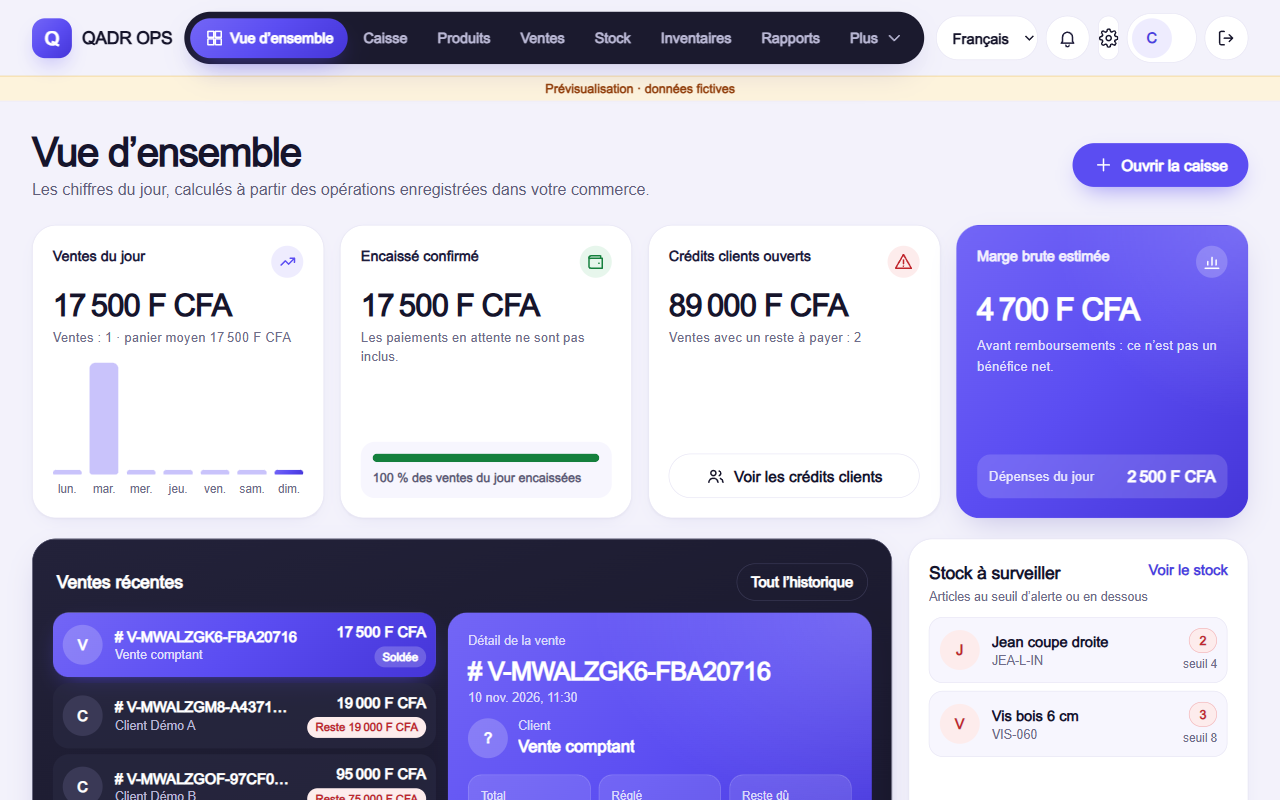 Q QADR OPS Vue d’ensemble Caisse Produits Ventes Stock Inventaires Rapports Plus Français C
Prévisualisation · données fictives
Vue d’ensemble
Les chiffres du jour, calculés à partir des opérations enregistrées dans votre commerce.
Ouvrir la caisse
Ventes du jour
17 500 F CFA
Ventes : 1 · panier moyen 17 500 F CFA
lun. mar. mer. jeu. ven. sam. dim.
Encaissé confirmé
17 500 F CFA
Les paiements en attente ne sont pas
inclus.
100 % des ventes du jour encaissées
Crédits clients ouverts
89 000 F CFA
Ventes avec un reste à payer : 2
Voir les crédits clients
Marge brute estimée
4 700 F CFA
Avant remboursements : ce n’est pas un
bénéfice net.
Dépenses du jour 2 500 F CFA
Ventes récentes
Tout l’historique
V # V-MWALZGK6-FBA20716 17 500 F CFA
Vente comptant Soldée
C # V-MWALZGM8-A4371… 19 000 F CFA
Client Démo A Reste 19 000 F CFA
C # V-MWALZGOF-97CF0… 95 000 F CFA
Client Démo B Reste 75 000 F CFA
Détail de la vente
# V-MWALZGK6-FBA20716
10 nov. 2026, 11:30
? Client
Vente comptant
Total Réglé Reste dû
Stock à surveiller Voir le stock
Articles au seuil d’alerte ou en dessous
J Jean coupe droite 2
JEA-L-IN seuil 4
V Vis bois 6 cm 3
VIS-060 seuil 8